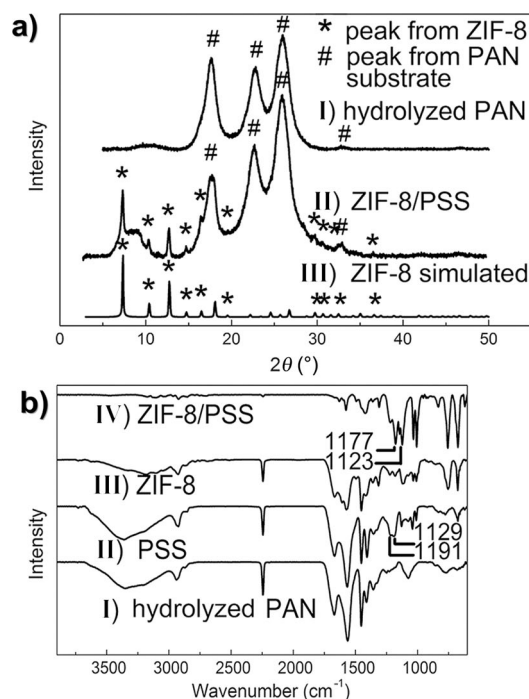 a)
* peak from ZIF-8
# peak from PAN
substrate
I) hydrolyzed PAN
# # #
#
# # #
* * * * * *
II) ZIF-8/PSS
* * * # *
III) ZIF-8 simulated
* * * * * *
* * * *
Intensity
0 10 20 30 40 50
2θ (°)
b)
IV) ZIF-8/PSS
1177
1123
III) ZIF-8
1129
1191
II) PSS
I) hydrolyzed PAN
Intensity
3500 3000 2500 2000 1500 1000
Wavenumber (cm⁻¹)